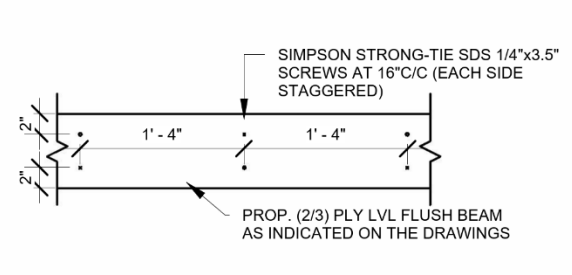 SIMPSON STRONG-TIE SDS 1/4"x3.5"
SCREWS AT 16"C/C (EACH SIDE
STAGGERED)
2"
1' - 4"
1' - 4"
2"
PROP. (2/3) PLY LVL FLUSH BEAM
AS INDICATED ON THE DRAWINGS